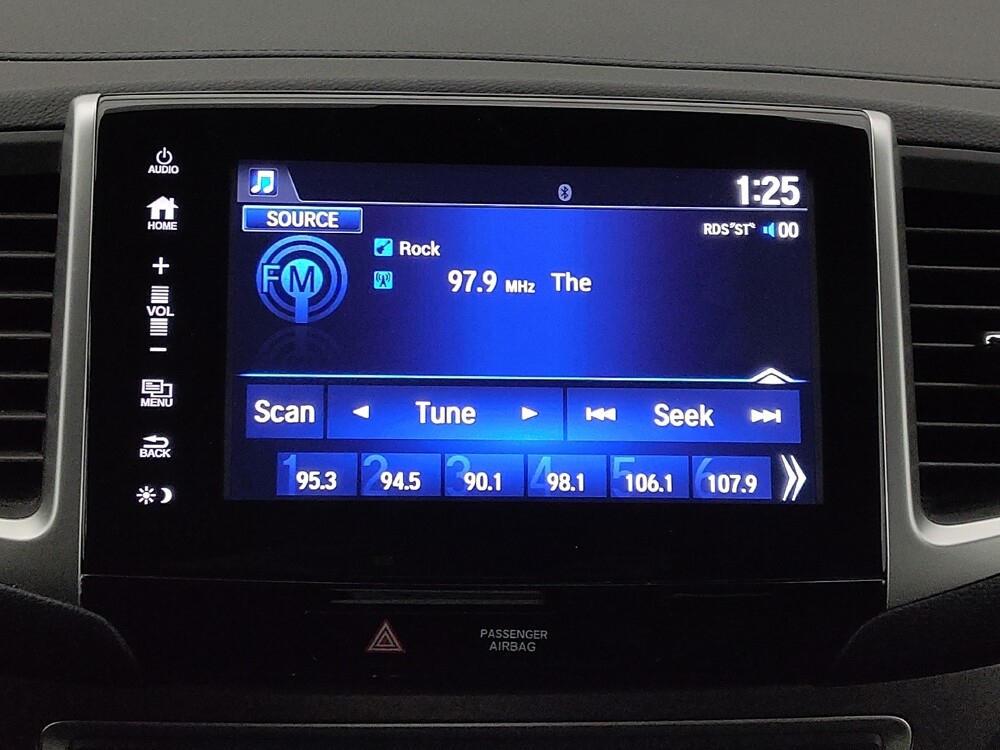 AUDIO
HOME
+
VOL
−
MENU
BACK
1:25
SOURCE
RDS ST 00
FM
Rock
97.9 MHz The
Scan Tune Seek
1 95.3 2 94.5 3 90.1 4 98.1 5 106.1 6 107.9
PASSENGER
AIRBAG